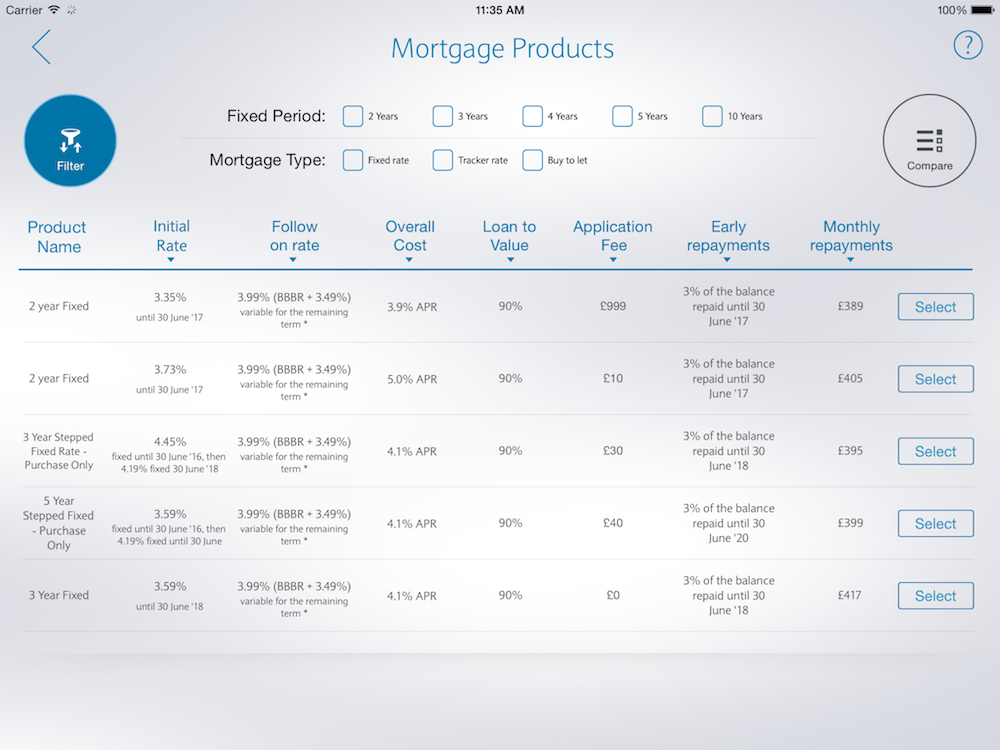 Carrier 11:35 AM 100%
Mortgage Products
?
Fixed Period: 2 Years 3 Years 4 Years 5 Years 10 Years
Mortgage Type: Fixed rate Tracker rate Buy to let
Filter
Compare
Product
Name
Initial
Rate
Follow
on rate
Overall
Cost
Loan to
Value
Application
Fee
Early
repayments
Monthly
repayments
2 year Fixed
3.35%
until 30 June '17
3.99% (BBBR + 3.49%)
variable for the remaining
term *
3.9% APR
90%
£999
3% of the balance
repaid until 30
June '17
£389
Select
2 year Fixed
3.73%
until 30 June '17
3.99% (BBBR + 3.49%)
variable for the remaining
term *
5.0% APR
90%
£10
3% of the balance
repaid until 30
June '17
£405
Select
3 Year Stepped
Fixed Rate -
Purchase Only
4.45%
fixed until 30 June '16, then
4.19% fixed 30 June '18
3.99% (BBBR + 3.49%)
variable for the remaining
term *
4.1% APR
90%
£30
3% of the balance
repaid until 30
June '18
£395
Select
5 Year
Stepped Fixed
- Purchase
Only
3.59%
fixed until 30 June '16, then
4.19% fixed until 30 June
3.99% (BBBR + 3.49%)
variable for the remaining
term *
4.1% APR
90%
£40
3% of the balance
repaid until 30
June '20
£399
Select
3 Year Fixed
3.59%
until 30 June '18
3.99% (BBBR + 3.49%)
variable for the remaining
term *
4.1% APR
90%
£0
3% of the balance
repaid until 30
June '18
£417
Select